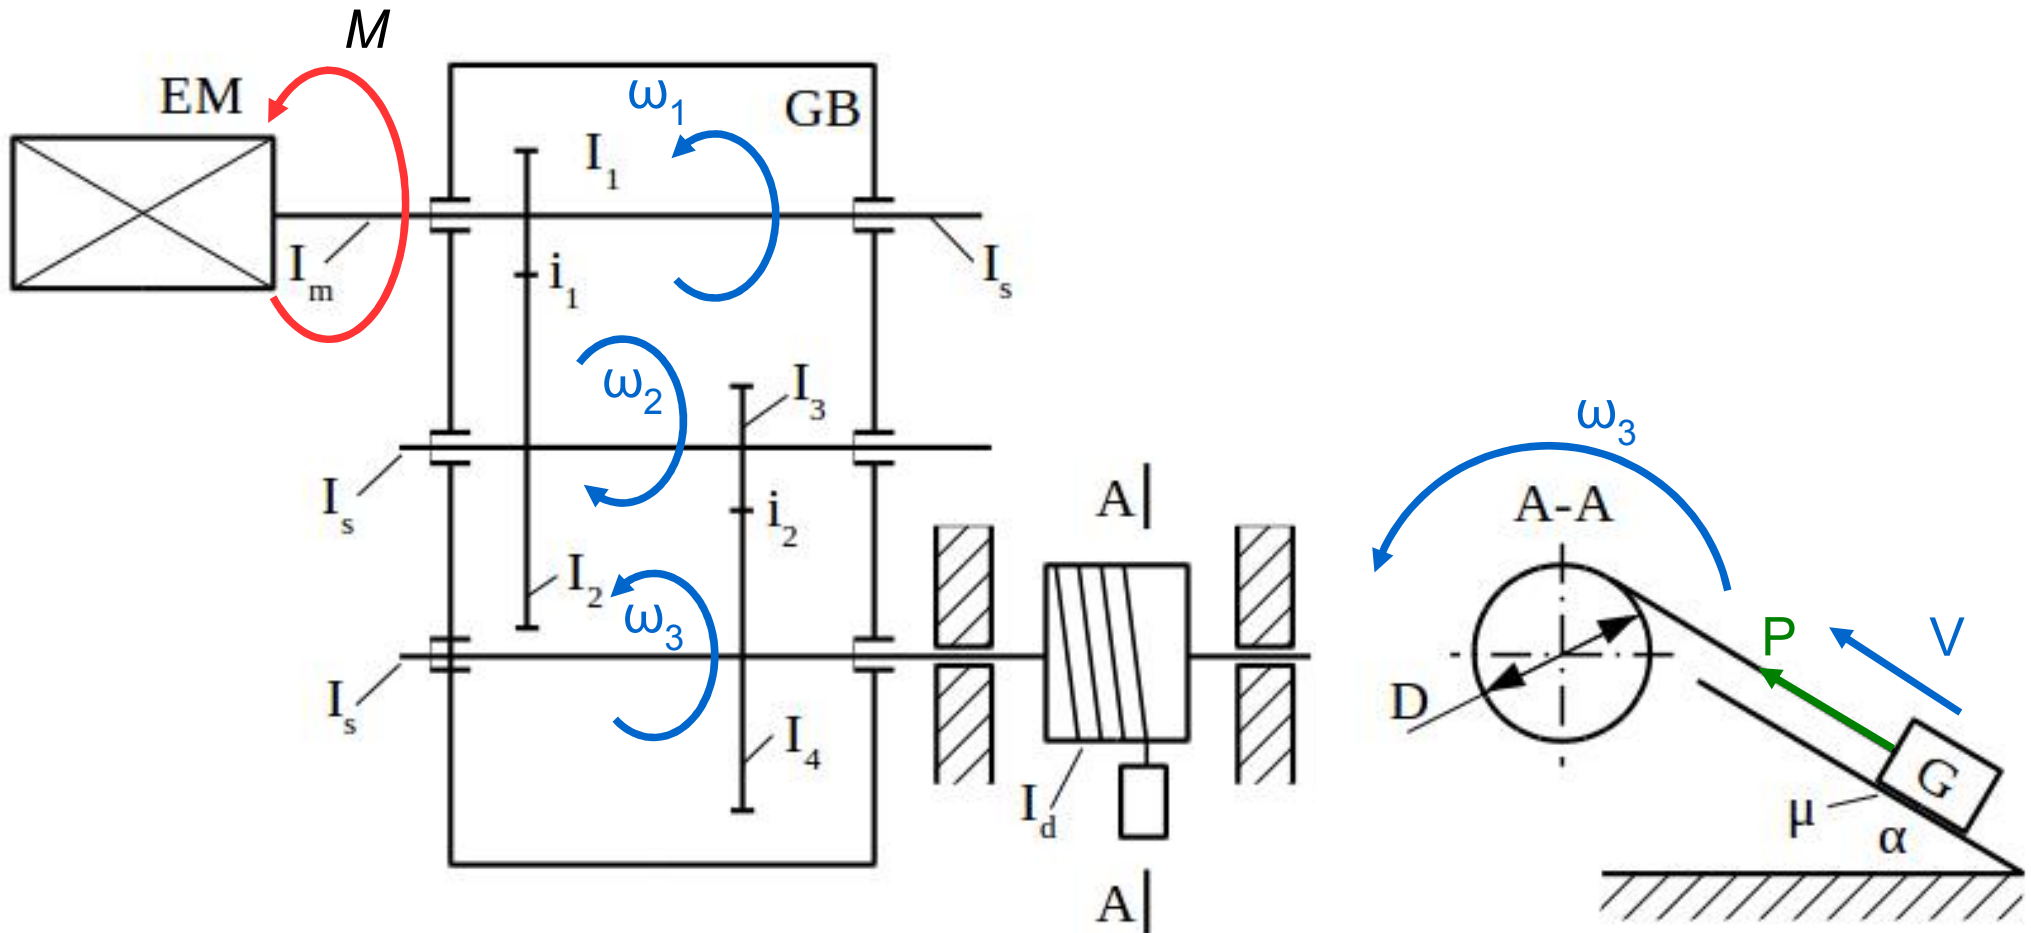 M
EM
GB
ω1
I1
Im
i1
Is
ω2
I3
Is
i2
I2
ω3
Is
I4
Id
A
A
ω3
A-A
D
P
V
G
μ
α